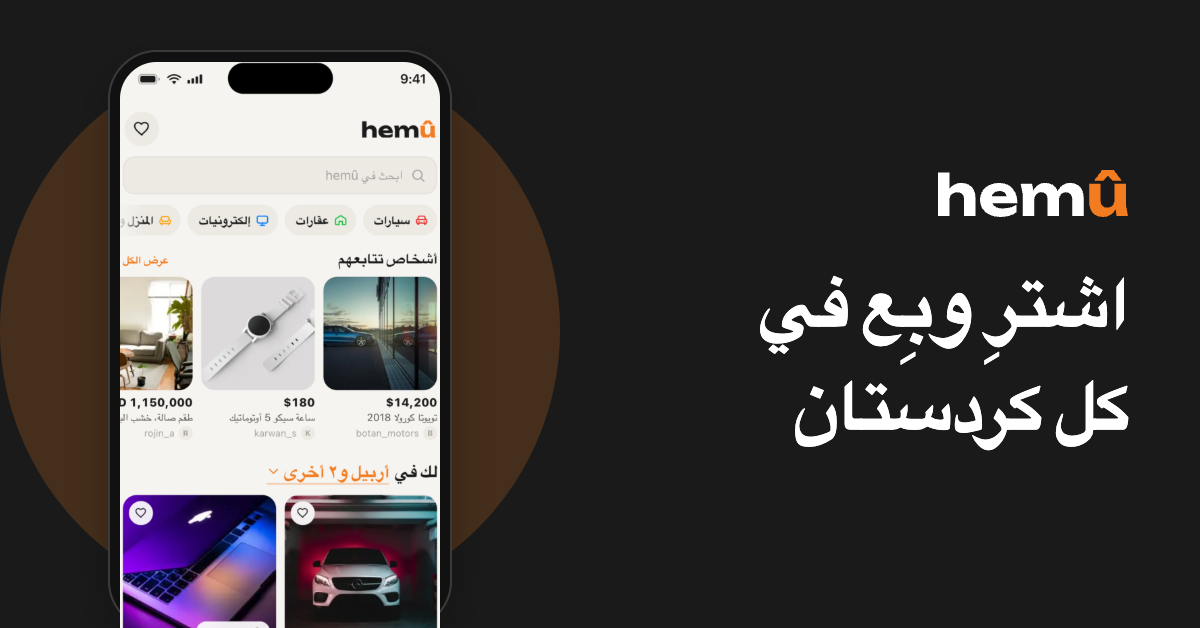 hemû
اشترِ وبِع في
كل كردستان
9:41
hemû
ابحث في hemû
سيارات
عقارات
إلكترونيات
المنزل و
أشخاص تتابعهم
عرض الكل
$14,200
تويوتا كورولا 2018
B botan_motors
$180
ساعة سيكو 5 أوتوماتيك
K karwan_s
1,150,000
طقم صالة، خشب
R rojin_a
لك في أربيل و٢ أخرى